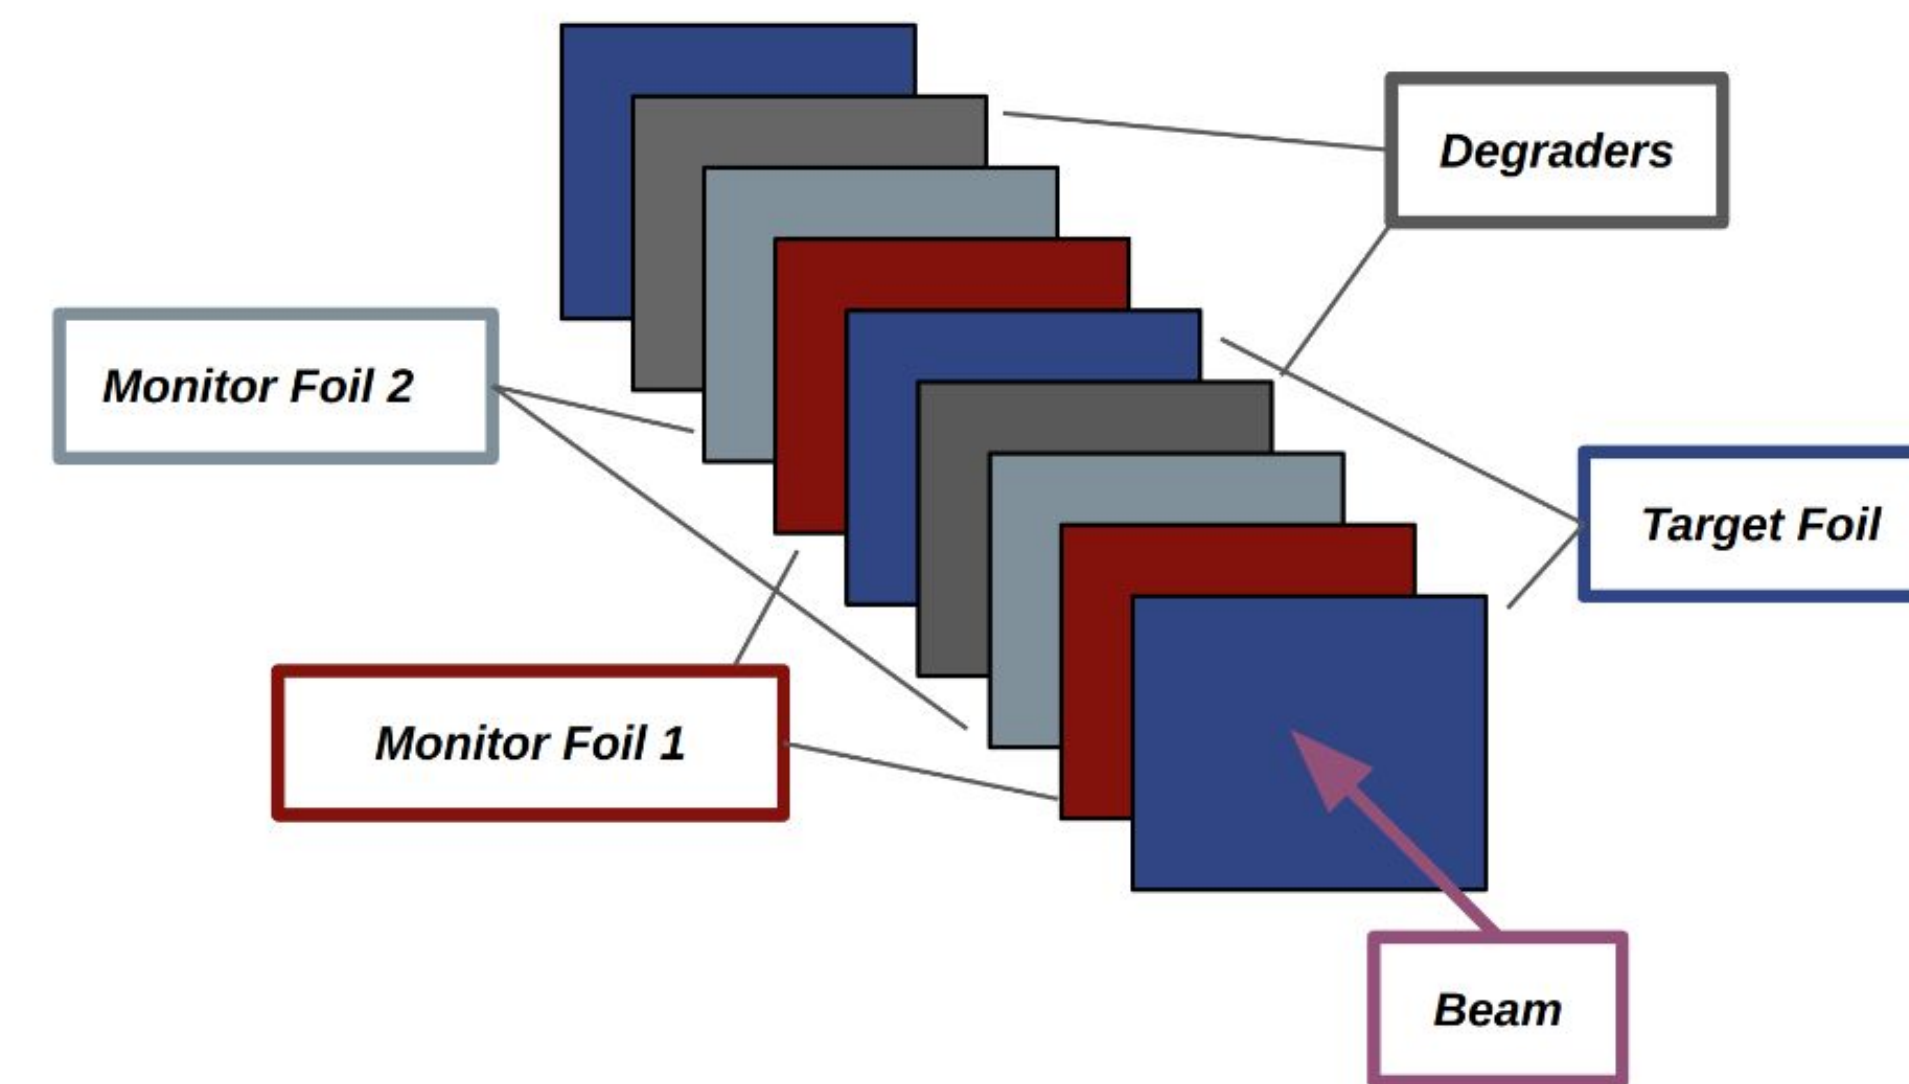 Degraders
Monitor Foil 2
Target Foil
Monitor Foil 1
Beam